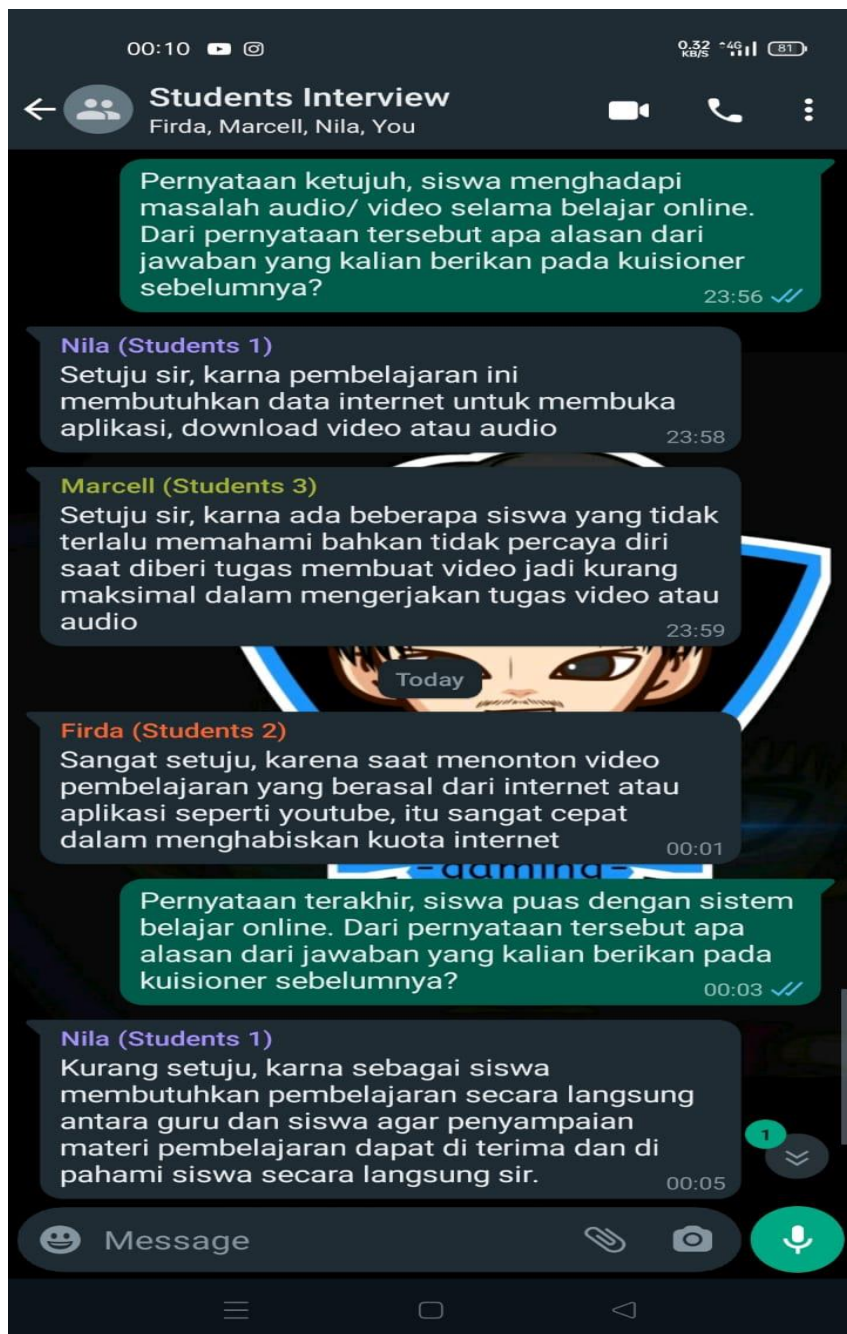 00:10
0.32 KB/S 4G 81
Students Interview
Firda, Marcell, Nila, You
Pernyataan ketujuh, siswa menghadapi
masalah audio/ video selama belajar online.
Dari pernyataan tersebut apa alasan dari
jawaban yang kalian berikan pada kuisioner
sebelumnya?
23:56
Nila (Students 1)
Setuju sir, karna pembelajaran ini
membutuhkan data internet untuk membuka
aplikasi, download video atau audio
23:58
Marcell (Students 3)
Setuju sir, karna ada beberapa siswa yang tidak
terlalu memahami bahkan tidak percaya diri
saat diberi tugas membuat video jadi kurang
maksimal dalam mengerjakan tugas video atau
audio
23:59
Today
Firda (Students 2)
Sangat setuju, karena saat menonton video
pembelajaran yang berasal dari internet atau
aplikasi seperti youtube, itu sangat cepat
dalam menghabiskan kuota internet
00:01
- gaming -
Pernyataan terakhir, siswa puas dengan sistem
belajar online. Dari pernyataan tersebut apa
alasan dari jawaban yang kalian berikan pada
kuisioner sebelumnya?
00:03
Nila (Students 1)
Kurang setuju, karna sebagai siswa
membutuhkan pembelajaran secara langsung
antara guru dan siswa agar penyampaian
materi pembelajaran dapat di terima dan di
pahami siswa secara langsung sir.
00:05
1
Message